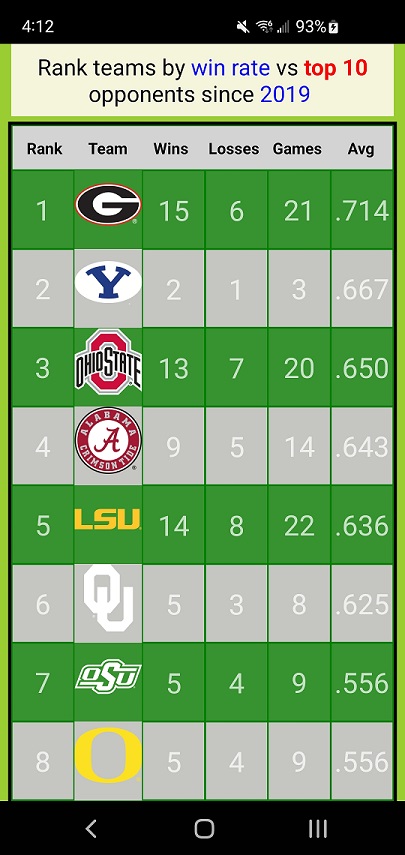 4:12 93%
Rank teams by win rate vs top 10
opponents since 2019
Rank Team Wins Losses Games Avg
1 G 15 6 21 .714
2 Y 2 1 3 .667
3 OHIO STATE 13 7 20 .650
4 ALABAMA A CRIMSON TIDE 9 5 14 .643
5 LSU 14 8 22 .636
6 OU 5 3 8 .625
7 OSU 5 4 9 .556
8 O 5 4 9 .556